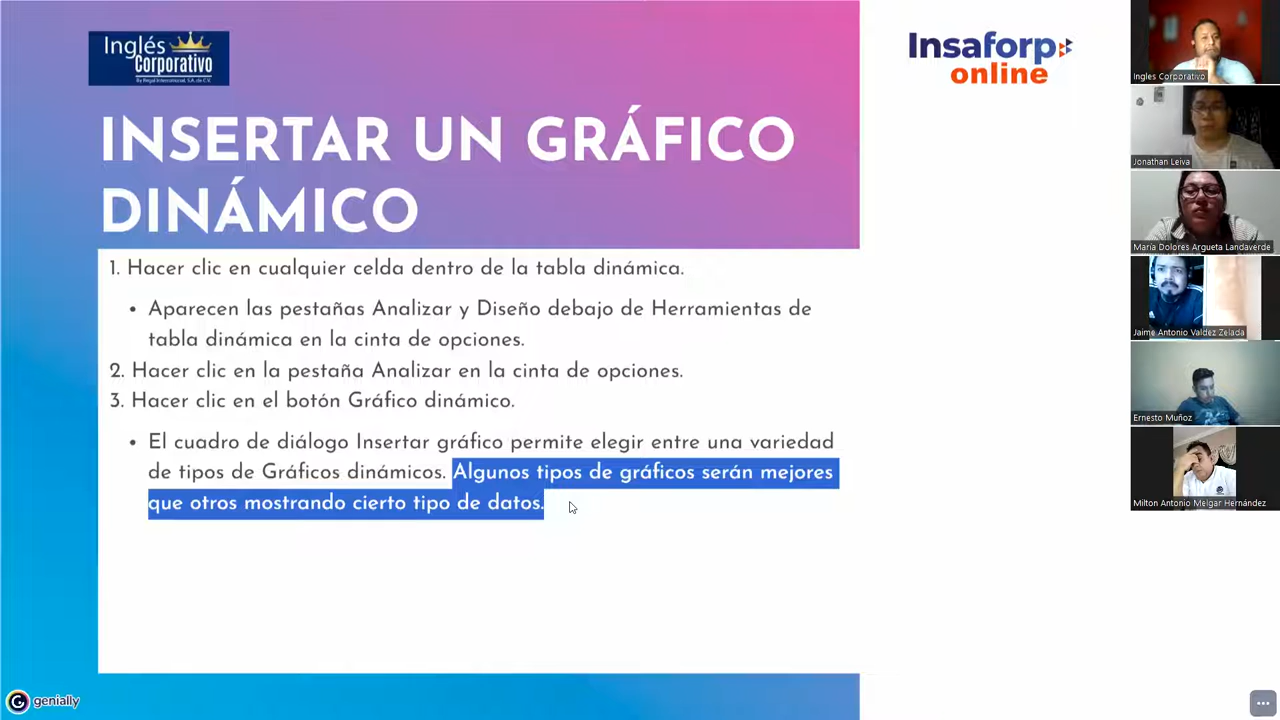 Inglés
Corporativo
By Regal International, S.A. de C.V.
Insaforp
online
INSERTAR UN GRÁFICO
DINÁMICO
1. Hacer clic en cualquier celda dentro de la tabla dinámica.
• Aparecen las pestañas Analizar y Diseño debajo de Herramientas de
tabla dinámica en la cinta de opciones.
2. Hacer clic en la pestaña Analizar en la cinta de opciones.
3. Hacer clic en el botón Gráfico dinámico.
• El cuadro de diálogo Insertar gráfico permite elegir entre una variedad
de tipos de Gráficos dinámicos. Algunos tipos de gráficos serán mejores
que otros mostrando cierto tipo de datos.
genially
Ingles Corporativo
Jonathan Leiva
María Dolores Argueta Landaverde
Jaime Antonio Valdez Zelada
Ernesto Muñoz
Milton Antonio Melgar Hernández